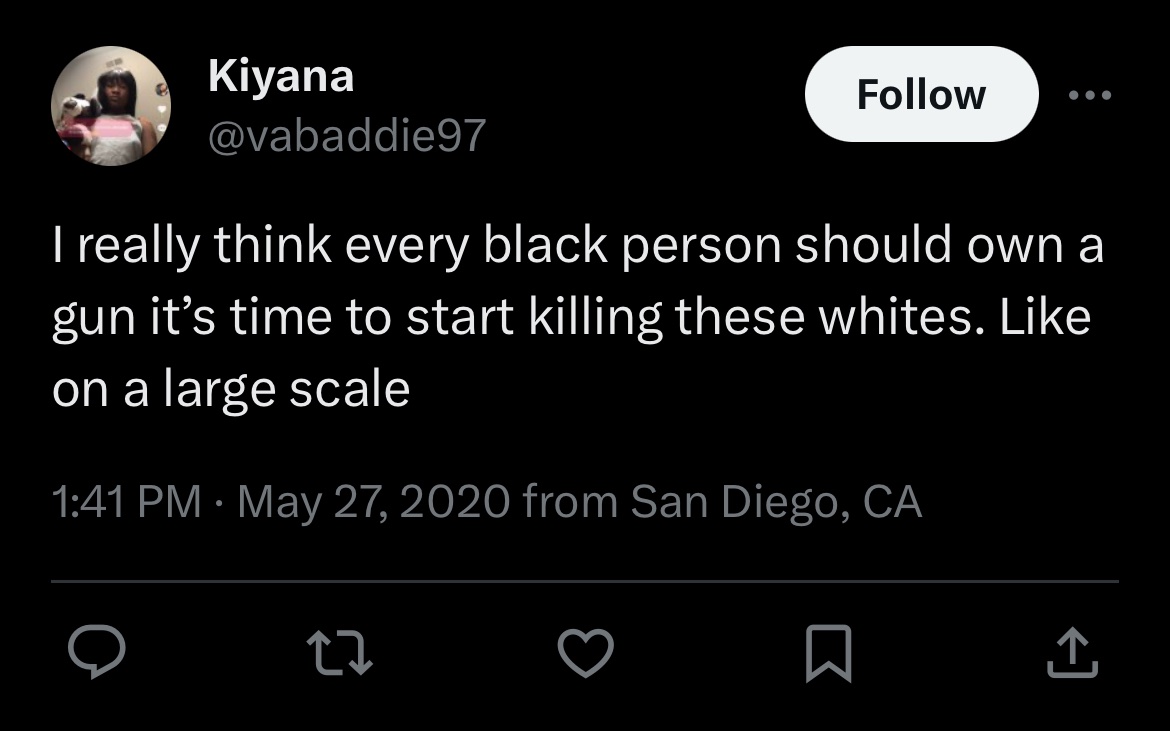 Kiyana
@vabaddie97
Follow
I really think every black person should own a
gun it’s time to start killing these whites. Like
on a large scale
1:41 PM · May 27, 2020 from San Diego, CA